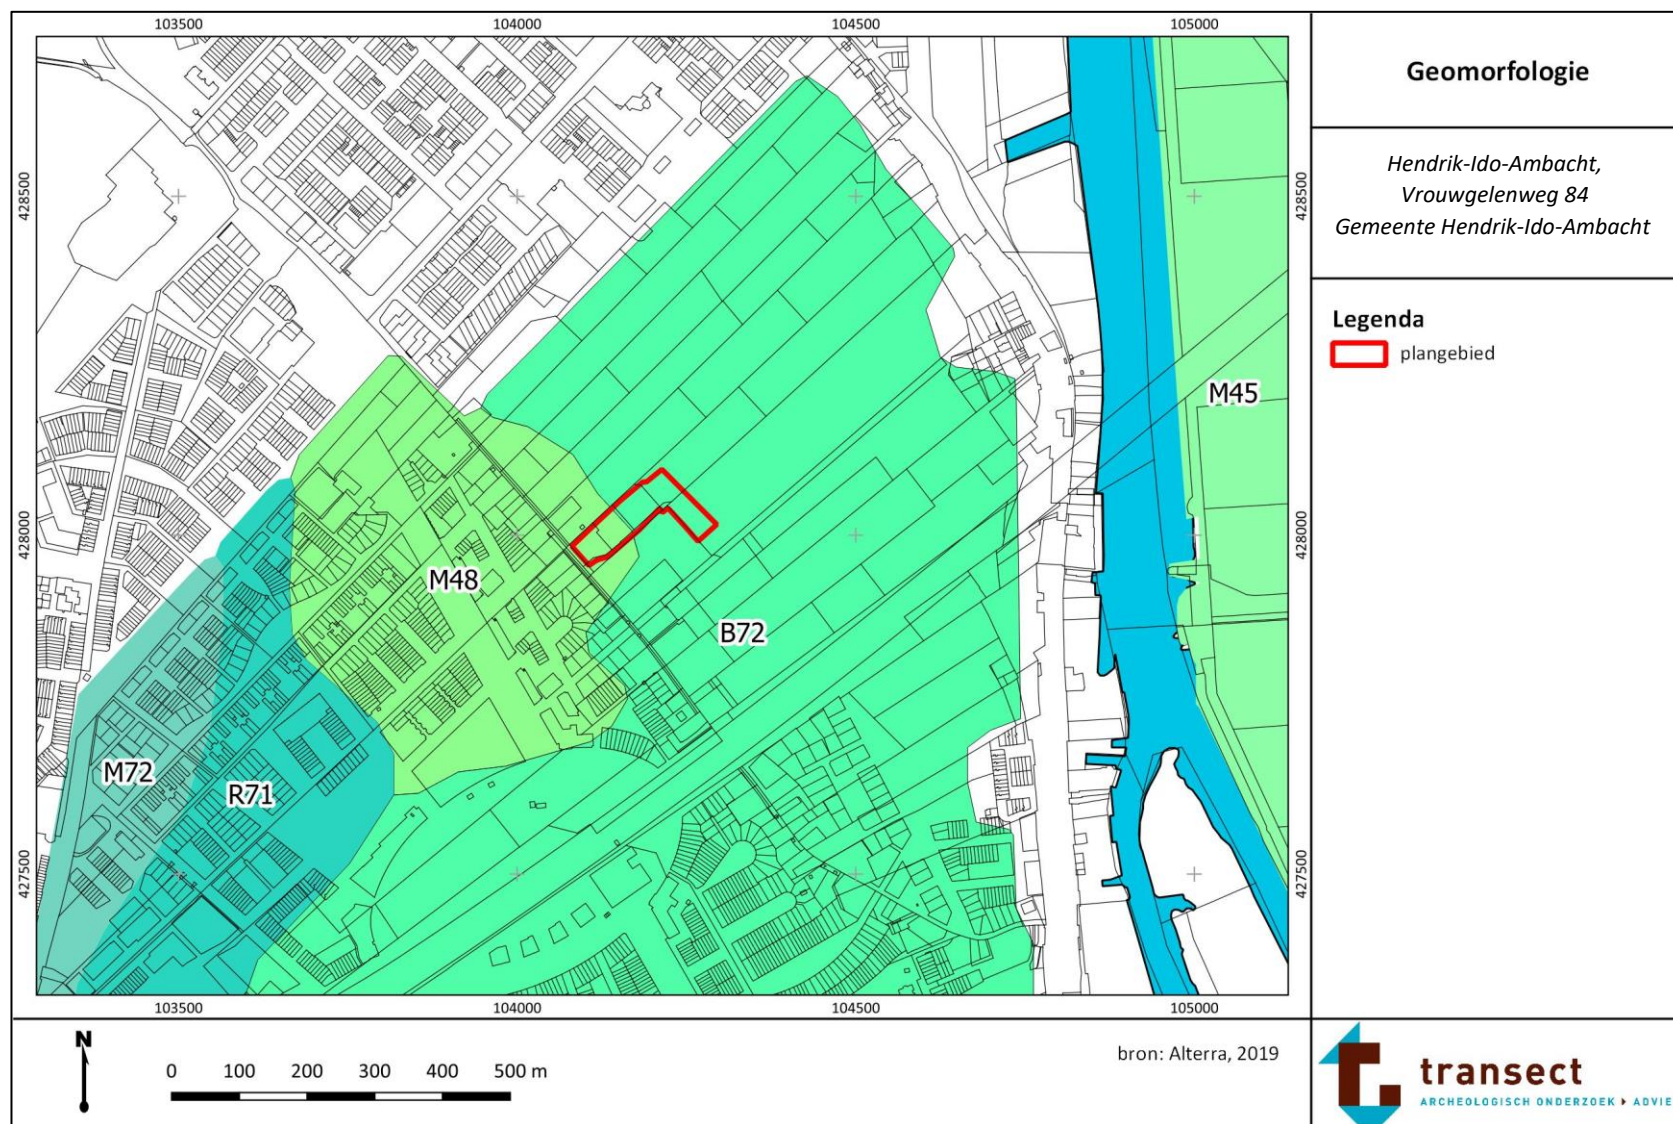 103500 104000 104500 105000
428500 428500
428000 428000
427500 427500
M45
M48
B72
M72
R71
103500 104000 104500 105000
Geomorfologie
Hendrik-Ido-Ambacht,
Vrouwgelenweg 84
Gemeente Hendrik-Ido-Ambacht
Legenda
plangebied
N
0 100 200 300 400 500 m
bron: Alterra, 2019
transect
ARCHEOLOGISCH ONDERZOEK ▸ ADVIE